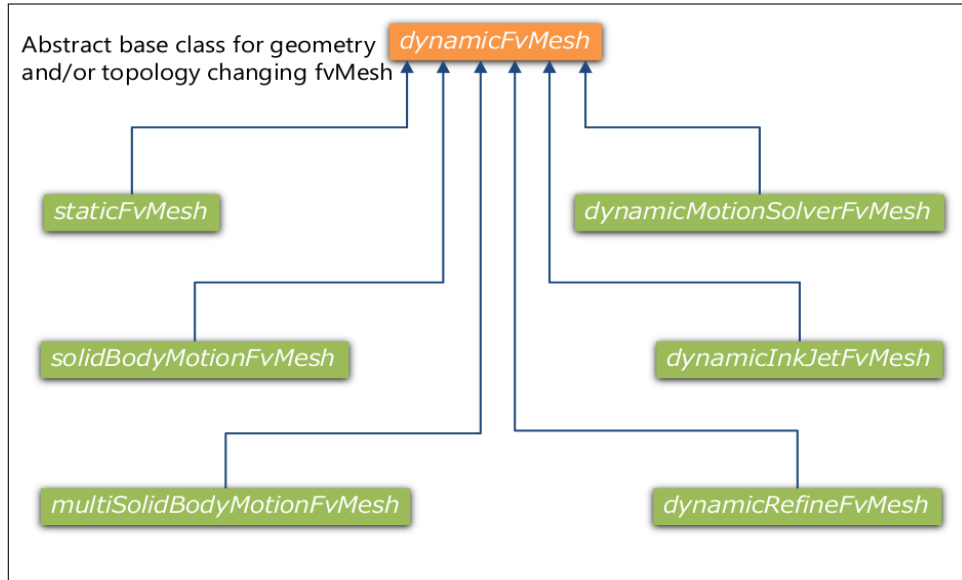 Abstract base class for geometry
and/or topology changing fvMesh
dynamicFvMesh
staticFvMesh
dynamicMotionSolverFvMesh
solidBodyMotionFvMesh
dynamicInkJetFvMesh
multiSolidBodyMotionFvMesh
dynamicRefineFvMesh